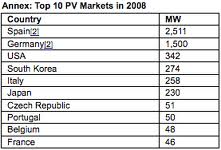 Annex: Top 10 PV Markets in 2008
Country MW
Spain[2] 2,511
Germany[2] 1,500
USA 342
South Korea 274
Italy 258
Japan 230
Czech Republic 51
Portugal 50
Belgium 48
France 46